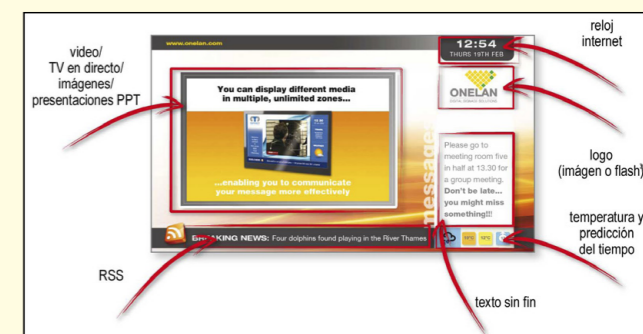 reloj
internet
video/
TV en directo/
imágenes/
presentaciones PPT
www.onelan.com
12:54
THURS 19TH FEB
You can display different media
in multiple, unlimited zones...
...enabling you to communicate
your message more effectively
ONELAN
messages
Please go to
meeting room five
in half at 13.30 for
a group meeting.
Don't be late...
you might miss
something!!!
logo
(imágen o flash)
temperatura y
predicción
del tiempo
BREAKING NEWS: Four dolphins found playing in the River Thames
RSS
texto sin fin